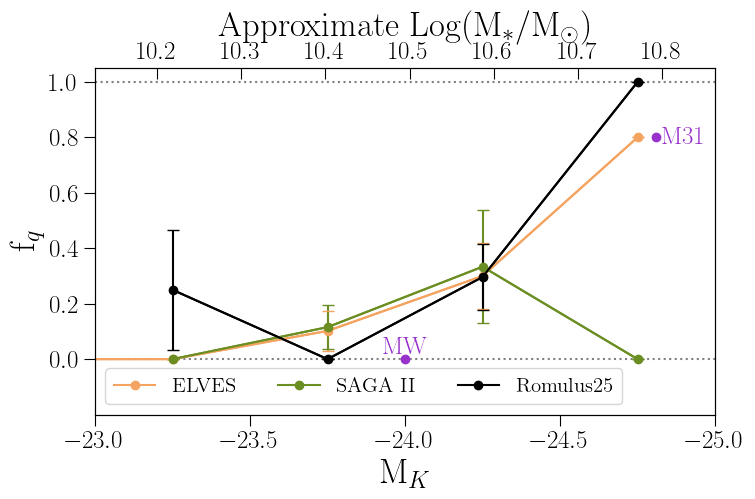 Approximate Log(M*/M☉)
10.2 10.3 10.4 10.5 10.6 10.7 10.8
1.0
M31
0.8
0.6
f_q
0.4
0.2
MW
0.0
ELVES SAGA II Romulus25
−23.0 −23.5 −24.0 −24.5 −25.0
M_K